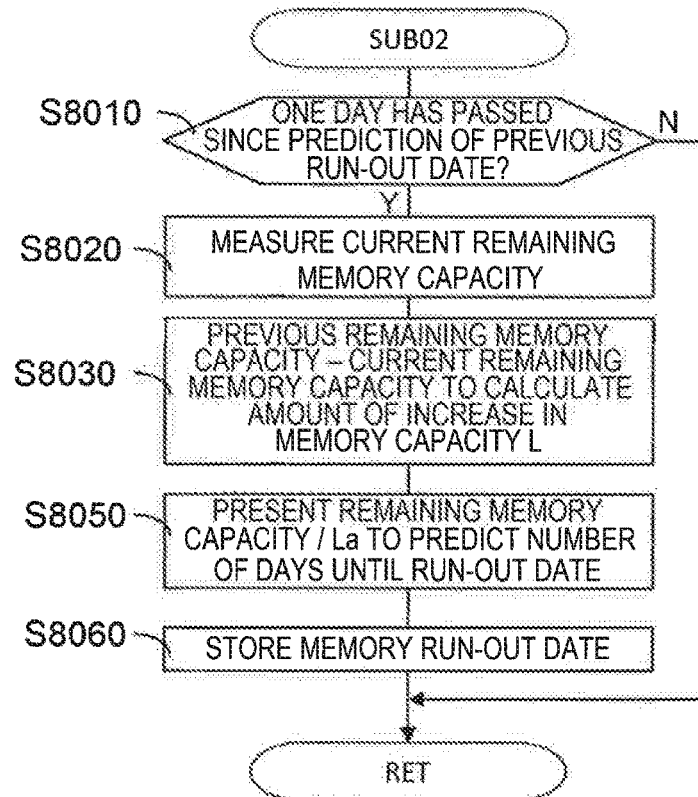 SUB02
S8010
ONE DAY HAS PASSED
SINCE PREDICTION OF PREVIOUS
RUN-OUT DATE?
N
Y
S8020
MEASURE CURRENT REMAINING
MEMORY CAPACITY
S8030
PREVIOUS REMAINING MEMORY
CAPACITY – CURRENT REMAINING
MEMORY CAPACITY TO CALCULATE
AMOUNT OF INCREASE IN
MEMORY CAPACITY L
S8050
PRESENT REMAINING MEMORY
CAPACITY / La TO PREDICT NUMBER
OF DAYS UNTIL RUN-OUT DATE
S8060
STORE MEMORY RUN-OUT DATE
RET